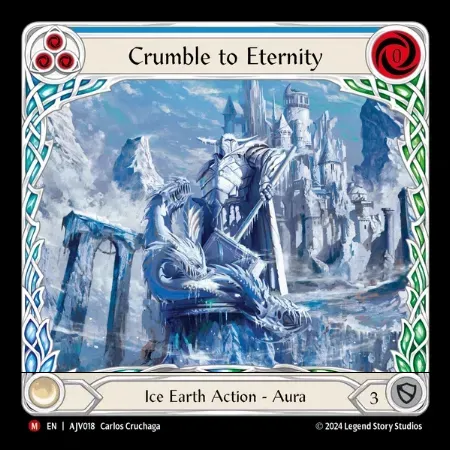 Crumble to Eternity
0
Ice Earth Action - Aura
3
M EN | AJV018 Carlos Cruchaga
© 2024 Legend Story Studios